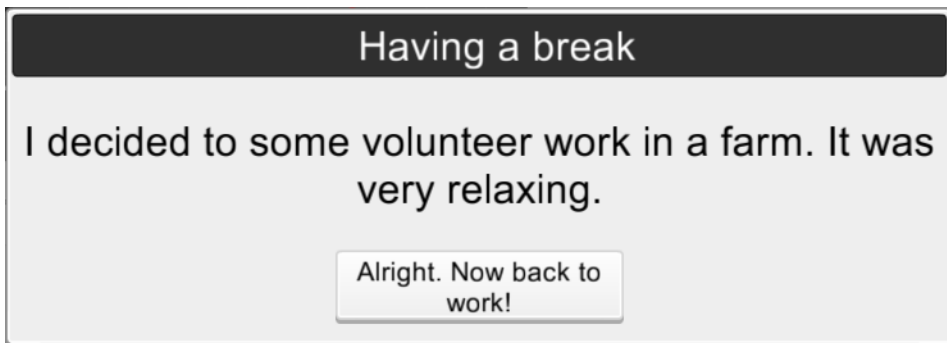 Having a break
I decided to some volunteer work in a farm. It was
very relaxing.
Alright. Now back to
work!